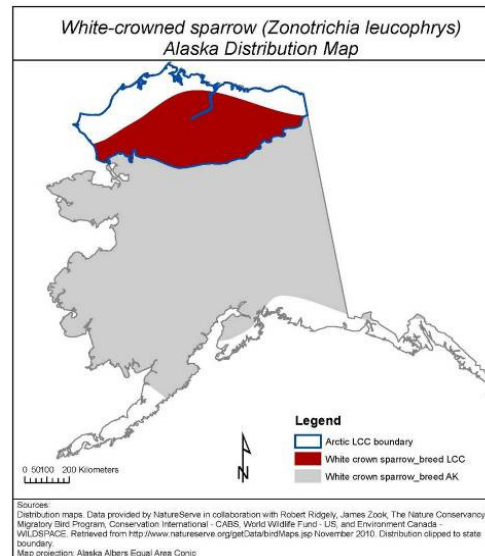 White-crowned sparrow (Zonotrichia leucophrys)
Alaska Distribution Map
Legend
Arctic LCC boundary
White crown sparrow_breed LCC
White crown sparrow_breed AK
N
0 50100 200 Kilometers
Sources:
Distribution maps. Data provided by NatureServe in collaboration with Robert Ridgely, James Zook, The Nature Conservancy
Migratory Bird Program, Conservation International - CABS, World Wildlife Fund - US, and Environment Canada -
WILDSPACE. Retrieved from http://www.natureserve.org/getData/birdMaps.jsp November 2010. Distribution clipped to state
boundary.
Map projection: Alaska Albers Equal Area Conic